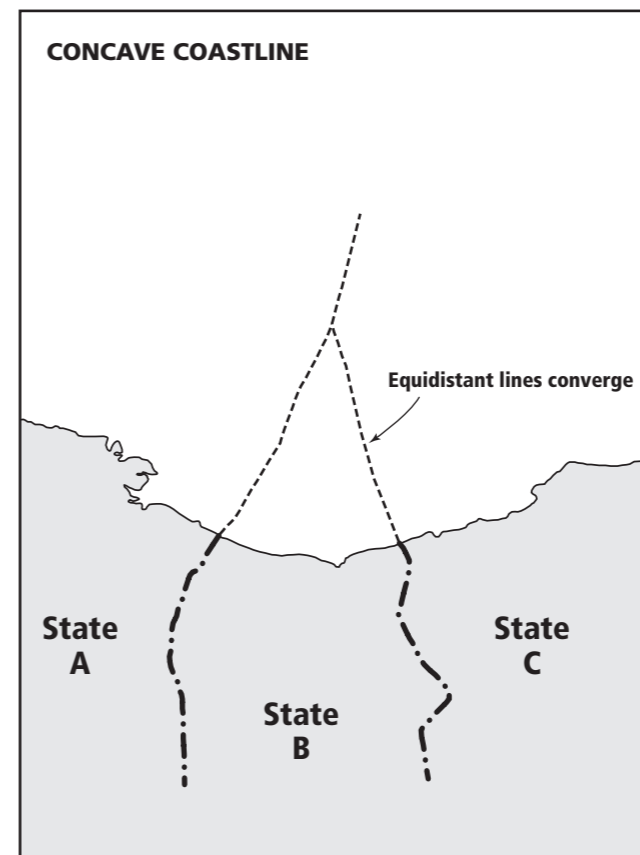 CONCAVE COASTLINE
Equidistant lines converge
State
A
State
B
State
C